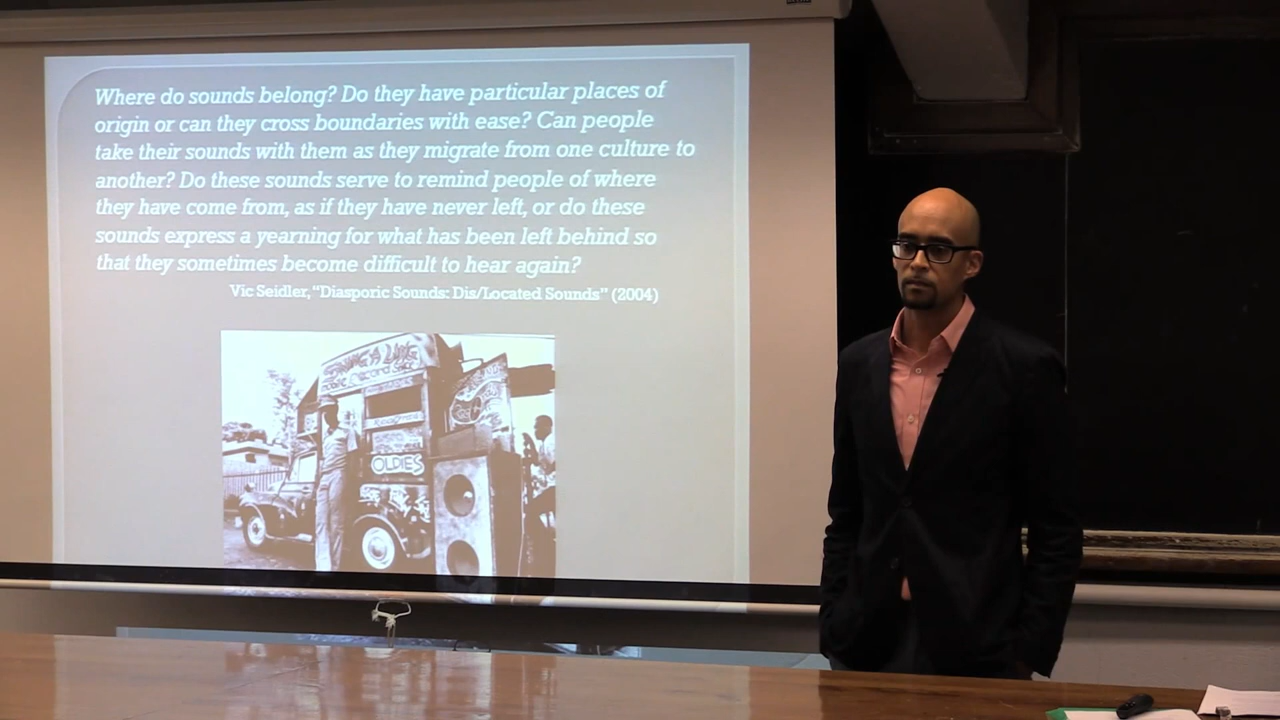 Where do sounds belong? Do they have particular places of
origin or can they cross boundaries with ease? Can people
take their sounds with them as they migrate from one culture to
another? Do these sounds serve to remind people of where
they have come from, as if they have never left, or do these
sounds express a yearning for what has been left behind so
that they sometimes become difficult to hear again?
Vic Seidler, “Diasporic Sounds: Dis/Located Sounds” (2004)
A LING
OLDIES